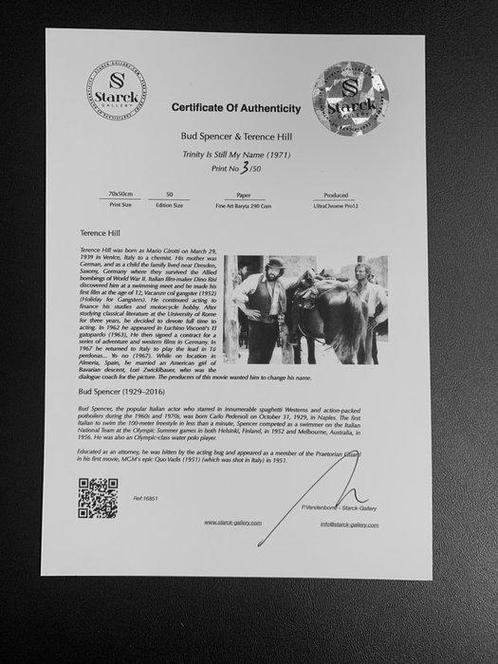 Starck
GALLERY
Starck
GALLERY
Certificate Of Authenticity
Bud Spencer & Terence Hill
Trinity Is Still My Name (1971)
Print No 3/50
70x50cm 50 Paper Produced
Print Size Edition Size Fine Art Baryta 290 Gsm UltraChrome Pro12
Terence Hill
Terence Hill was born as Mario Girotti on March 29,
1939 in Venice, Italy to a chemist. His mother was
German, and as a child the family lived near Dresden,
Saxony, Germany where they survived the Allied
bombings of World War II. Italian film-maker Dino Risi
discovered him at a swimming meet and he made his
first film at the age of 12, Vacanze col gangster (1952)
(Holiday for Gangsters). He continued acting to
finance his studies and motorcycle hobby. After
studying classical literature at the University of Rome
for three years, he decided to devote full time to
acting. In 1962 he appeared in Luchino Visconti's Il
gatopardo (1963), He then signed a contract for a
series of adventure and western films in Germany. In
1967 he returned to Italy to play the lead in Tú
perdonas... Yo no (1967). While on location in
Almeria, Spain, he married an American girl of
Bavarian descent, Lori Zwicklbauer, who was the
dialogue coach for the picture. The producers of this movie wanted him to change his name.
Bud Spencer (1929-2016)
Bud Spencer, the popular Italian actor who starred in innumerable spaghetti Westerns and action-packed
potboilers during the 1960s and 1970s, was born Carlo Pedersoli on October 31, 1929, in Naples. The first
Italian to swim the 100-meter freestyle in less than a minute, Spencer competed as a swimmer on the Italian
National Team at the Olympic Summer games in both Helsinki, Finland, in 1952 and Melbourne, Australia, in
1956. He was also an Olympic-class water polo player.
Educated as an attorney, he was bitten by the acting bug and appeared as a member of the Praetorian Guard
in his first movie, MGM's epic Quo Vadis (1951) (which was shot in Italy) in 1951.
Ref:16851
P.Vandenborre - Starck-Gallery
www.starck-gallery.com info@starck-gallery.com